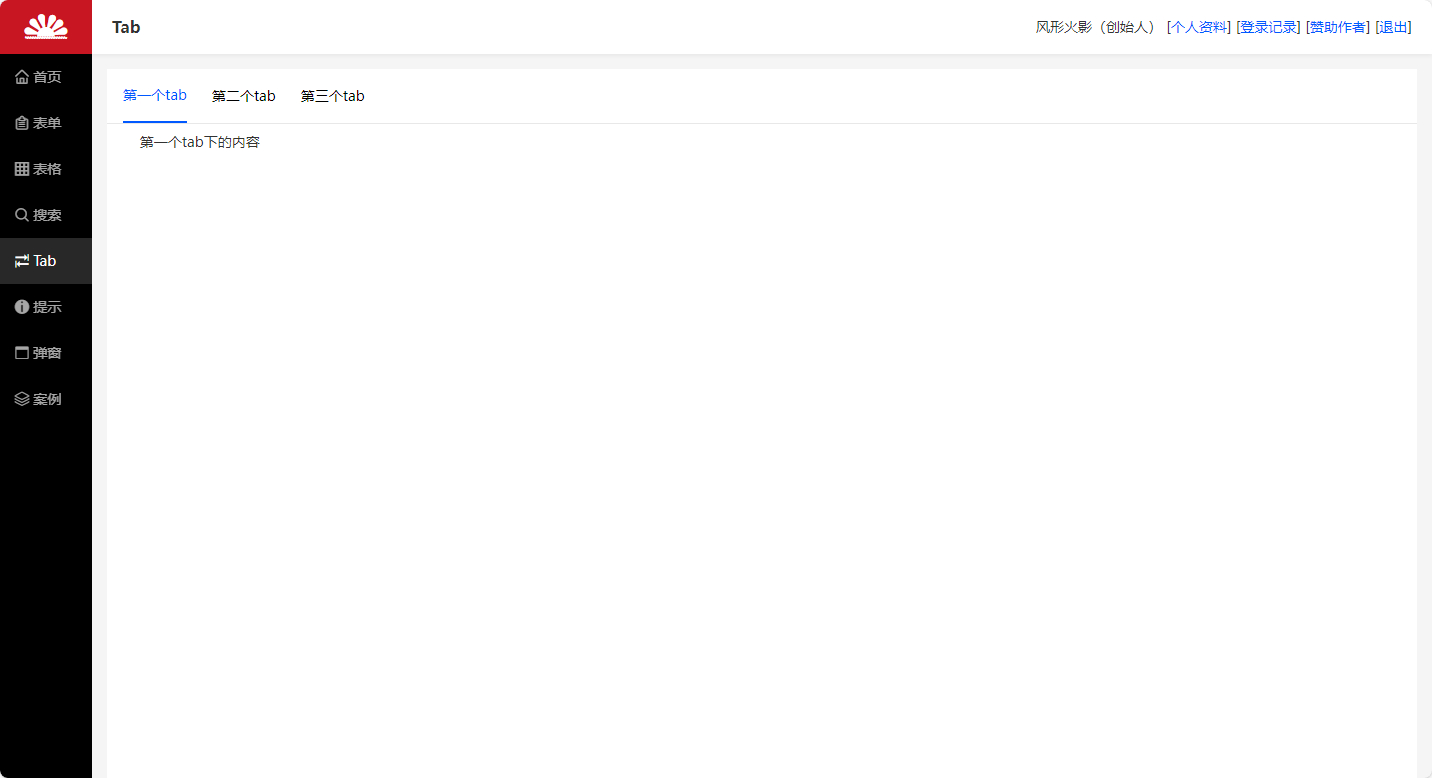 Tab
风形火影（创始人） [个人资料] [登录记录] [赞助作者] [退出]
首页
表单
表格
搜索
Tab
提示
弹窗
案例
第一个tab 第二个tab 第三个tab
第一个tab下的内容